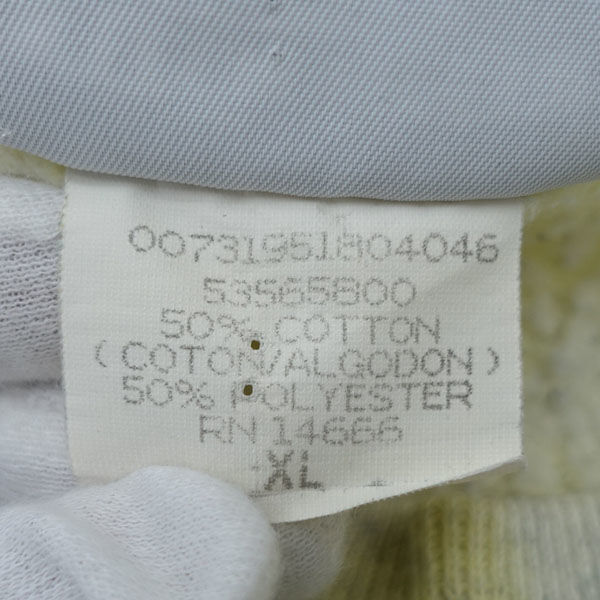 00731951804046
53565800
50% COTTON
(COTON/ALGODON)
50% POLYESTER
RN 14666
XL